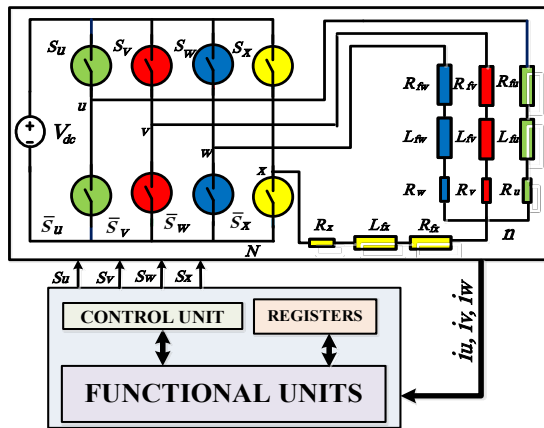 Su Sv Sw Sx
Rfw Rfv Rfu
u
Vdc
v
Lfw Lfv Lfu
w
x
Rw Rv Ru
S̅u S̅v S̅w S̅x
Rx Lfx Rfx
n
N
Su Sv Sw Sx
iu, iv, iw
CONTROL UNIT
REGISTERS
FUNCTIONAL UNITS